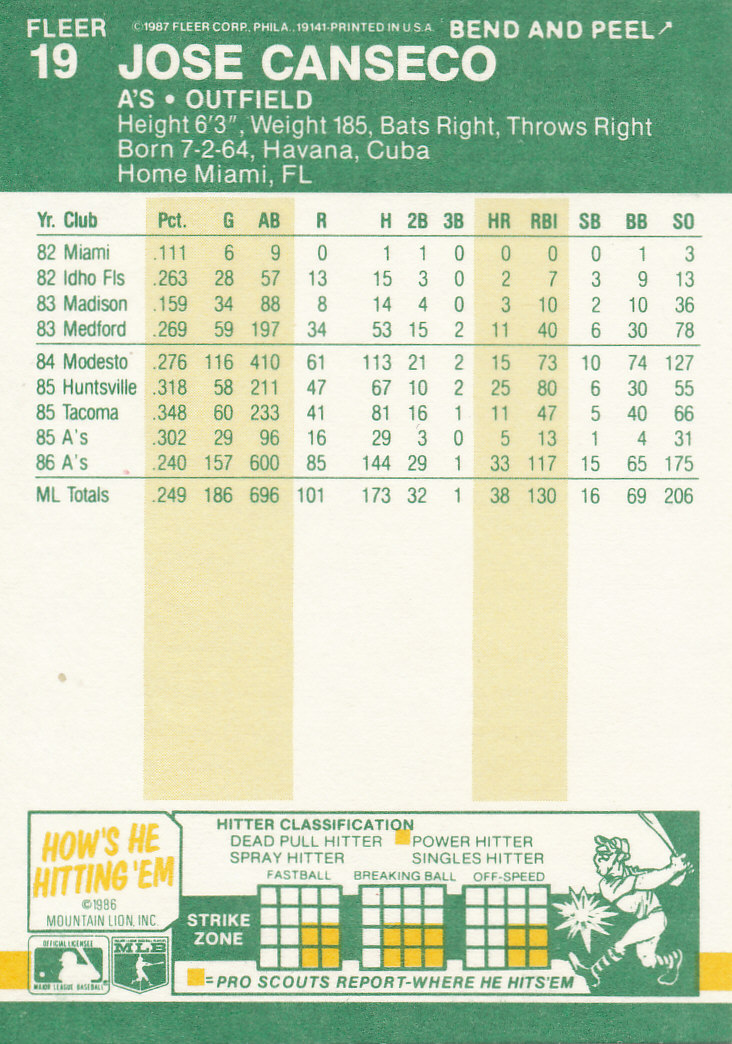 FLEER ©1987 FLEER CORP., PHILA., 19141-PRINTED IN U.S.A. BEND AND PEEL↗
19 JOSE CANSECO
A'S • OUTFIELD
Height 6'3", Weight 185, Bats Right, Throws Right
Born 7-2-64, Havana, Cuba
Home Miami, FL
Yr. Club Pct. G AB R H 2B 3B HR RBI SB BB SO
82 Miami .111 6 9 0 1 1 0 0 0 0 1 3
82 Idho Fls .263 28 57 13 15 3 0 2 7 3 9 13
83 Madison .159 34 88 8 14 4 0 3 10 2 10 36
83 Medford .269 59 197 34 53 15 2 11 40 6 30 78
84 Modesto .276 116 410 61 113 21 2 15 73 10 74 127
85 Huntsville .318 58 211 47 67 10 2 25 80 6 30 55
85 Tacoma .348 60 233 41 81 16 1 11 47 5 40 66
85 A's .302 29 96 16 29 3 0 5 13 1 4 31
86 A's .240 157 600 85 144 29 1 33 117 15 65 175
ML Totals .249 186 696 101 173 32 1 38 130 16 69 206
HOW'S HE
HITTING 'EM
©1986
MOUNTAIN LION, INC.
OFFICIAL LICENSEE
MAJOR LEAGUE BASEBALL
MAJOR LEAGUE BASEBALL PLAYERS
MLB
HITTER CLASSIFICATION
DEAD PULL HITTER POWER HITTER
SPRAY HITTER SINGLES HITTER
FASTBALL BREAKING BALL OFF-SPEED
STRIKE
ZONE
=PRO SCOUTS REPORT-WHERE HE HITS'EM